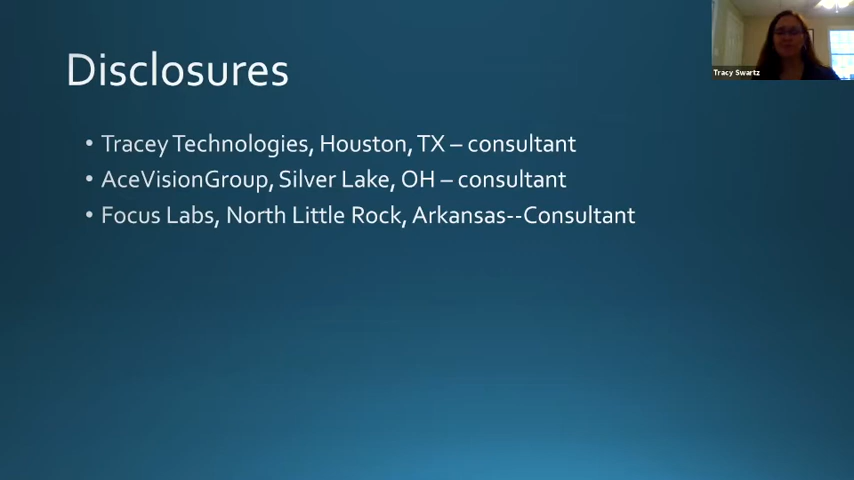 Disclosures
Tracy Swartz
• Tracey Technologies, Houston, TX – consultant
• AceVisionGroup, Silver Lake, OH – consultant
• Focus Labs, North Little Rock, Arkansas--Consultant